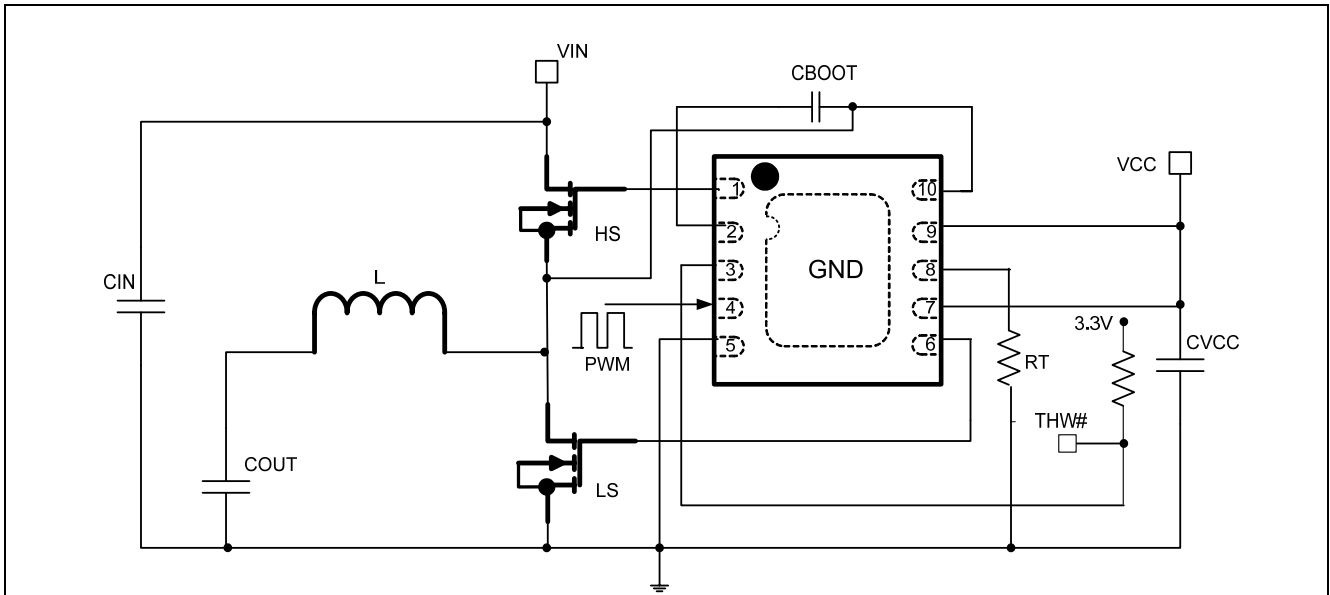 VIN
CBOOT
VCC
1
10
2
9
HS
3
8
GND
CIN
L
4
7
3.3V
PWM
5
6
CVCC
RT
THW#
COUT
LS